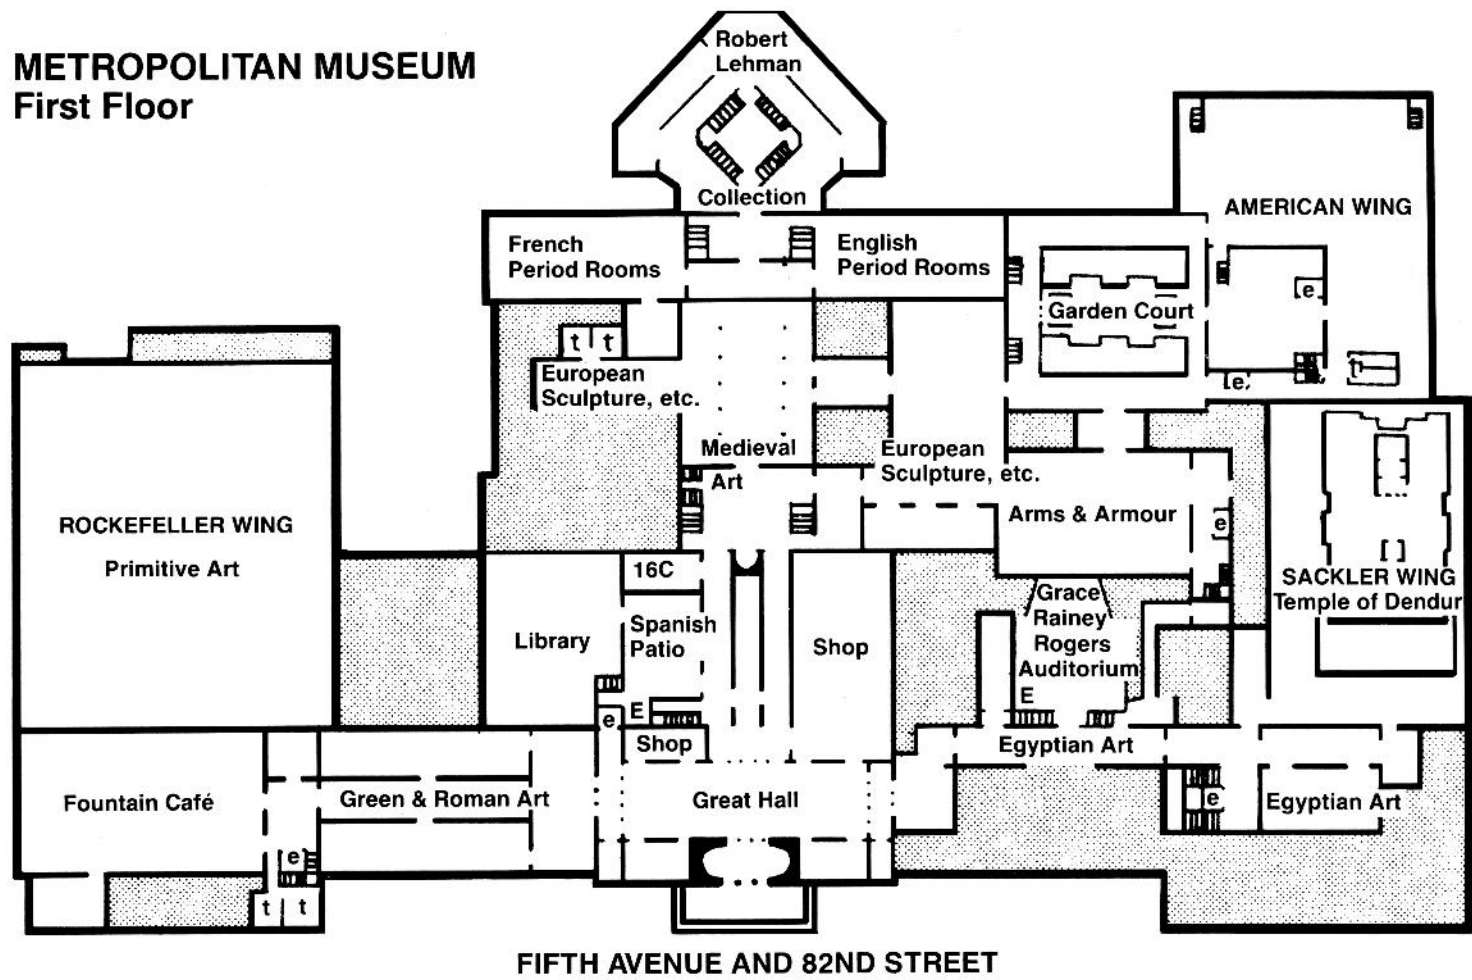 METROPOLITAN MUSEUM
First Floor
Robert
Lehman
Collection
AMERICAN WING
French
Period Rooms
English
Period Rooms
e
Garden Court
t t
European
Sculpture, etc.
e
t
Medieval
Art
European
Sculpture, etc.
ROCKEFELLER WING
Primitive Art
Arms & Armour
e
16C
SACKLER WING
Temple of Dendur
Grace
Rainey
Rogers
Auditorium
E
Library
Spanish
Patio
Shop
E
e
Shop
Egyptian Art
Fountain Café
Green & Roman Art
Great Hall
e
Egyptian Art
e
t t
FIFTH AVENUE AND 82ND STREET